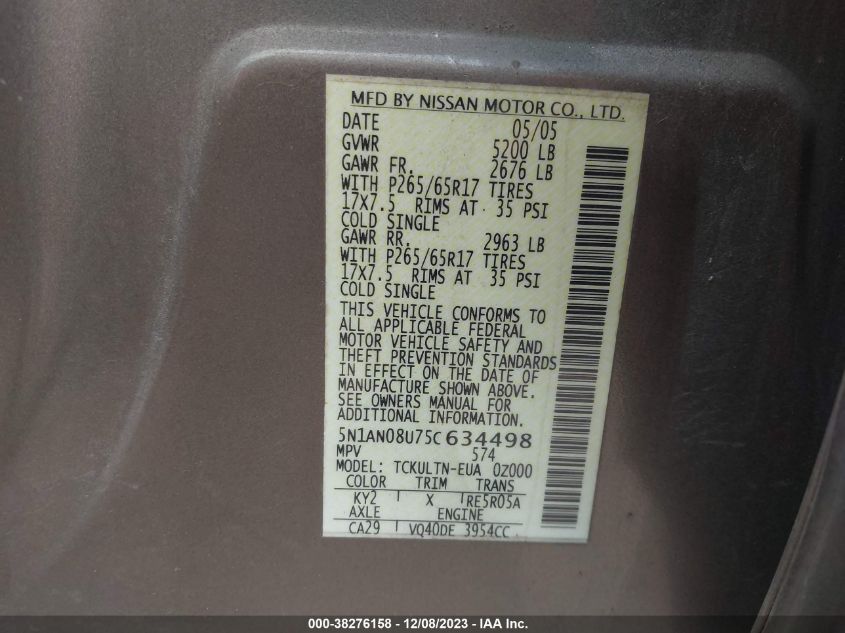 MFD BY NISSAN MOTOR CO., LTD.
DATE 05/05
GVWR 5200 LB
GAWR FR. 2676 LB
WITH P265/65R17 TIRES
17X7.5 RIMS AT 35 PSI
COLD SINGLE
GAWR RR. 2963 LB
WITH P265/65R17 TIRES
17X7.5 RIMS AT 35 PSI
COLD SINGLE
THIS VEHICLE CONFORMS TO
ALL APPLICABLE FEDERAL
MOTOR VEHICLE SAFETY AND
THEFT PREVENTION STANDARDS
IN EFFECT ON THE DATE OF
MANUFACTURE SHOWN ABOVE.
SEE OWNERS MANUAL FOR
ADDITIONAL INFORMATION.
5N1AN08U75C634498
MPV 574
MODEL: TCKULTN-EUA 0Z000
COLOR TRIM TRANS
KY2 X RE5R05A
AXLE ENGINE
CA29 VQ40DE 3954CC
000-38276158 - 12/08/2023 - IAA Inc.